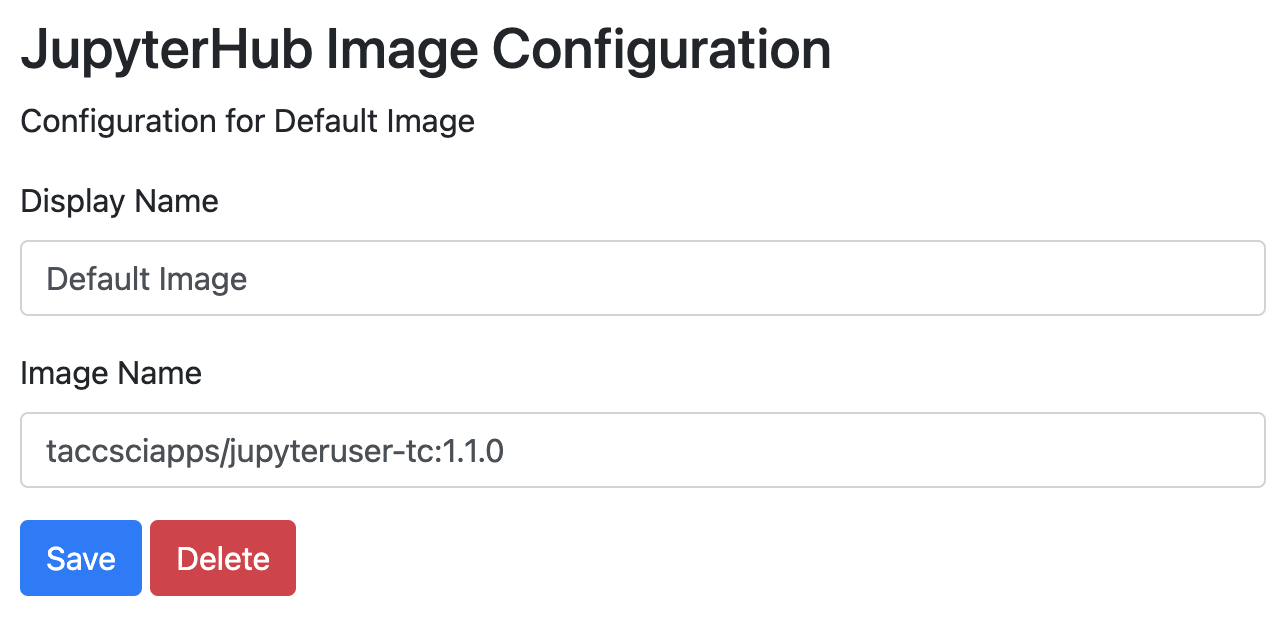 JupyterHub Image Configuration
Configuration for Default Image
Display Name
Default Image
Image Name
taccsciapps/jupyteruser-tc:1.1.0
Save Delete